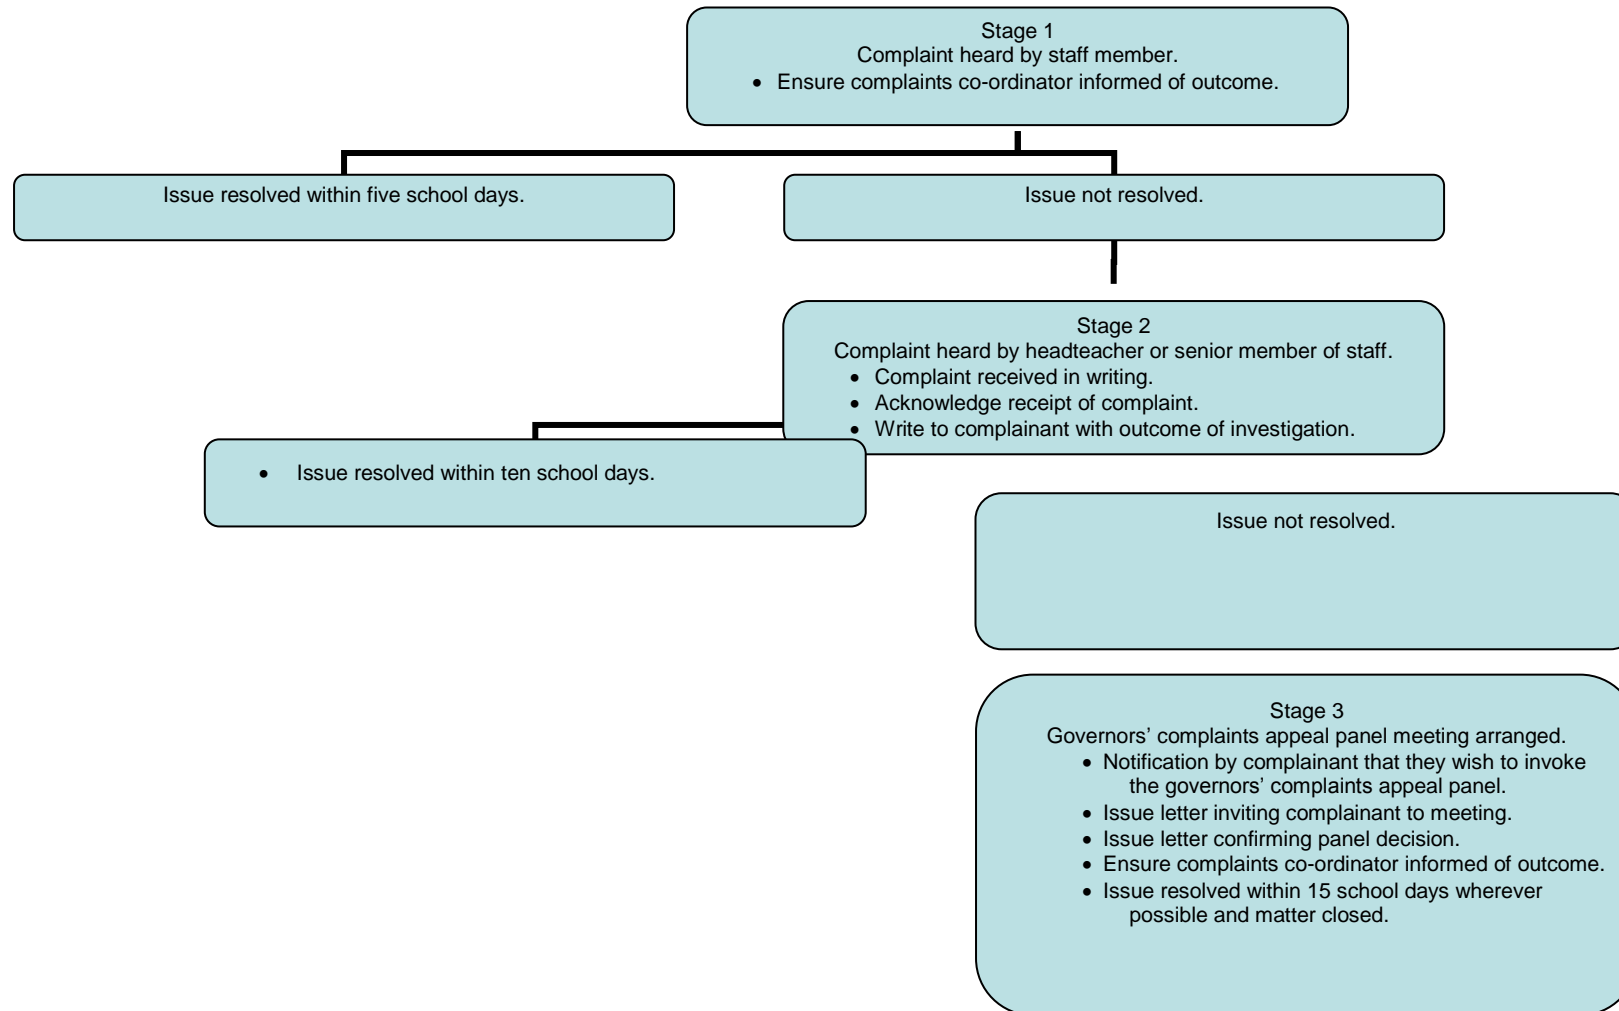 Stage 1
Complaint heard by staff member.
• Ensure complaints co-ordinator informed of outcome.
Issue resolved within five school days.
Issue not resolved.
Stage 2
Complaint heard by headteacher or senior member of staff.
• Complaint received in writing.
• Acknowledge receipt of complaint.
• Write to complainant with outcome of investigation.
• Issue resolved within ten school days.
Issue not resolved.
Stage 3
Governors’ complaints appeal panel meeting arranged.
• Notification by complainant that they wish to invoke
the governors’ complaints appeal panel.
• Issue letter inviting complainant to meeting.
• Issue letter confirming panel decision.
• Ensure complaints co-ordinator informed of outcome.
• Issue resolved within 15 school days wherever
possible and matter closed.